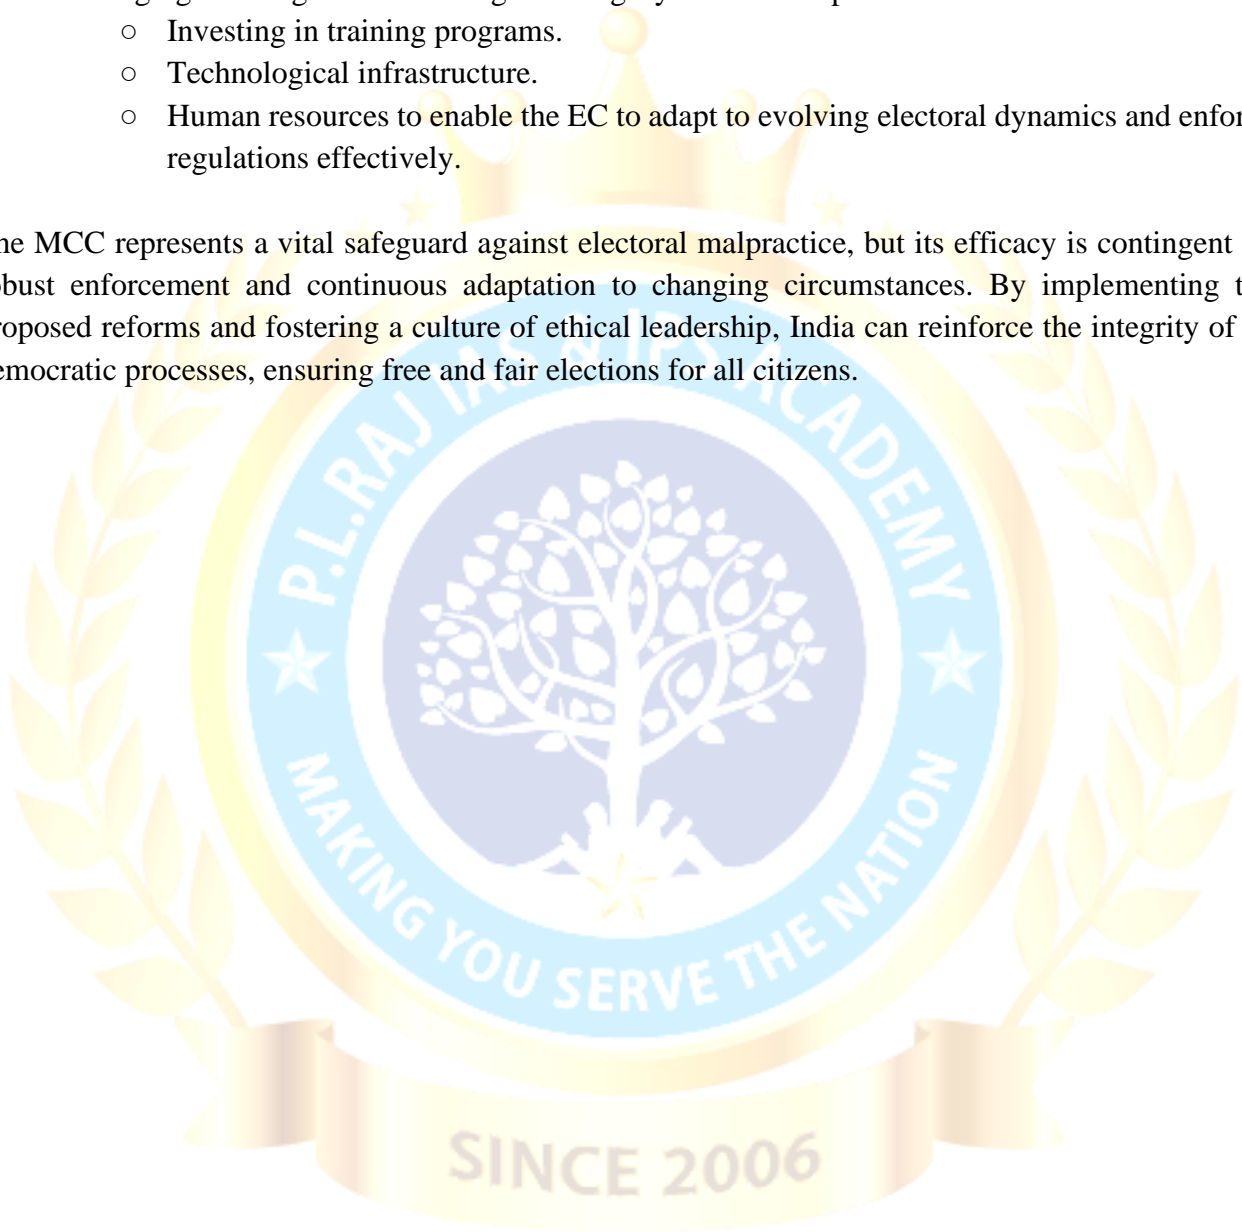 ○ Investing in training programs.
○ Technological infrastructure.
○ Human resources to enable the EC to adapt to evolving electoral dynamics and enfor
regulations effectively.
he MCC represents a vital safeguard against electoral malpractice, but its efficacy is contingent
bust enforcement and continuous adaptation to changing circumstances. By implementing t
roposed reforms and fostering a culture of ethical leadership, India can reinforce the integrity of
emocratic processes, ensuring free and fair elections for all citizens.
P.L.RAJ IAS & IPS ACADEMY
MAKING YOU SERVE THE NATION
SINCE 2006